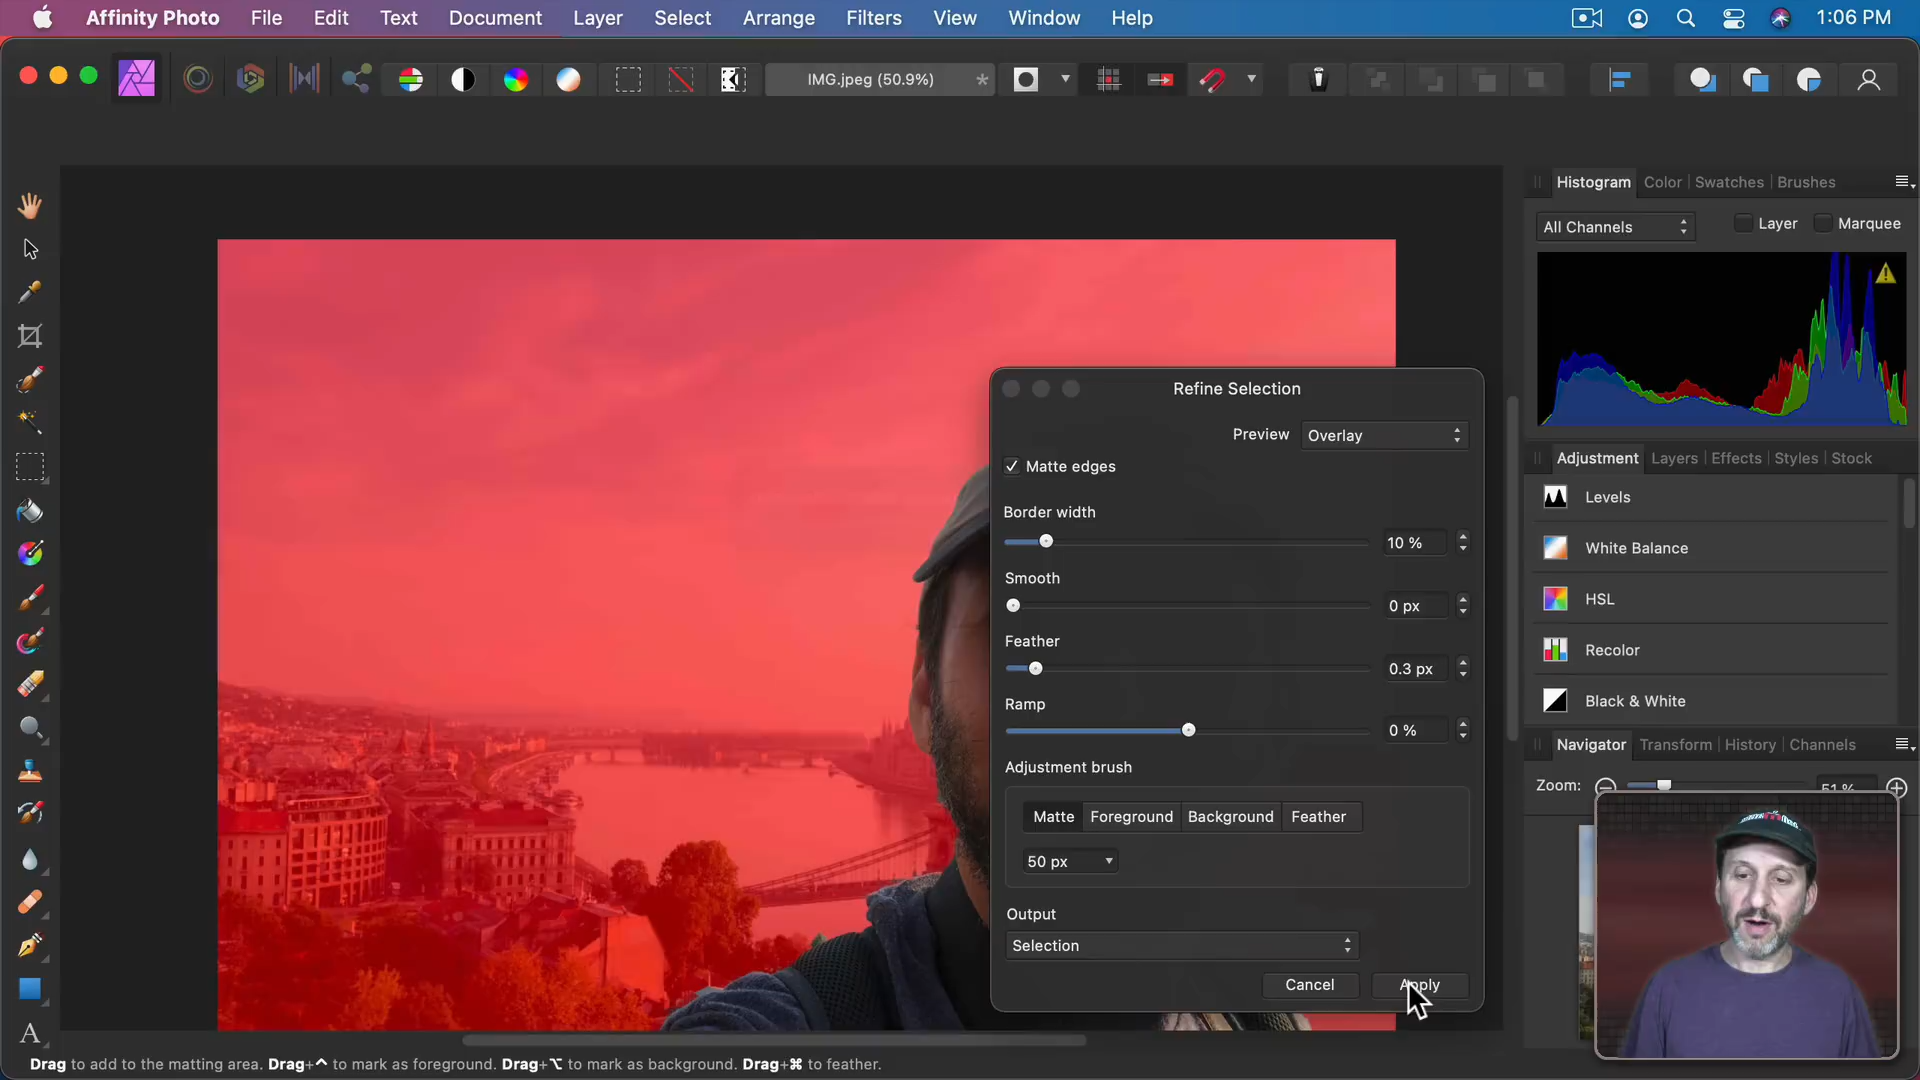 Affinity Photo File Edit Text Document Layer Select Arrange Filters View Window Help 1:06 PM
IMG.jpeg (50.9%) *
Histogram Color Swatches Brushes
All Channels Layer Marquee
Refine Selection
Preview Overlay
Matte edges
Border width
10 %
Smooth
0 px
Feather
0.3 px
Ramp
0 %
Adjustment brush
Matte Foreground Background Feather
50 px
Output
Selection
Cancel Apply
Adjustment Layers Effects Styles Stock
Levels
White Balance
HSL
Recolor
Black & White
Navigator Transform History Channels
Zoom: 51 %
A
Drag to add to the matting area. Drag+⌃ to mark as foreground. Drag+⌥ to mark as background. Drag+⌘ to feather.